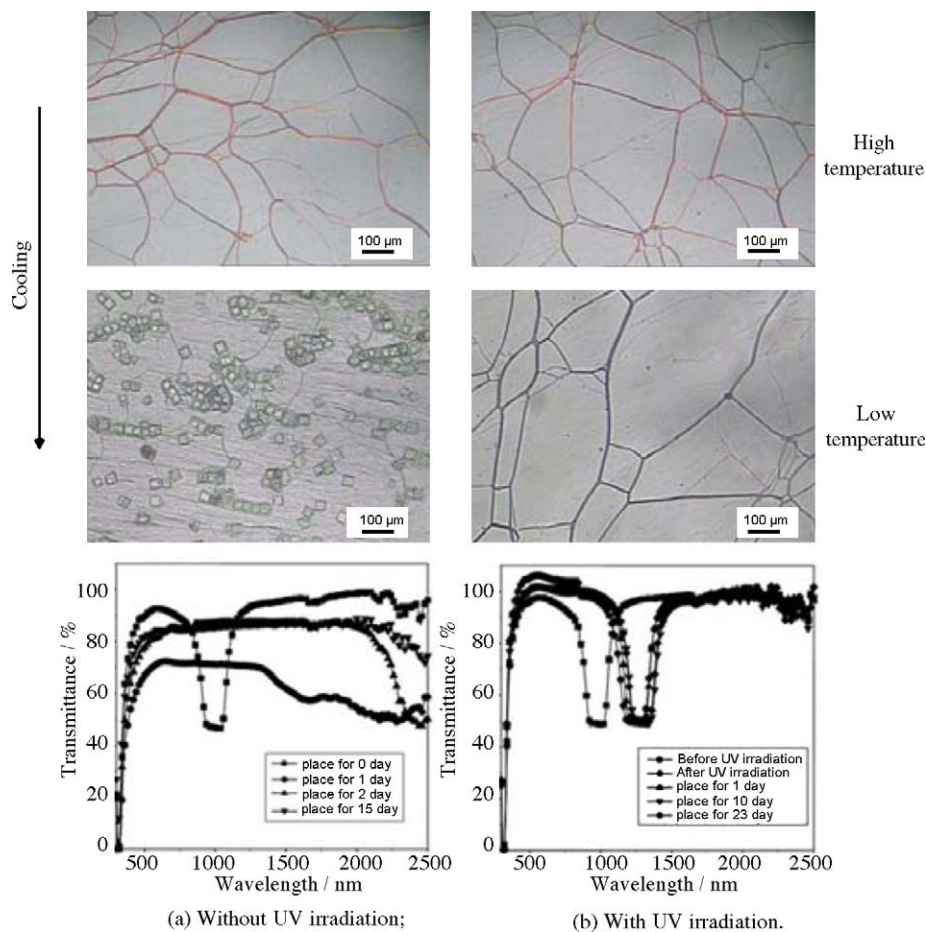 High
temperature
100 μm
100 μm
Cooling
Low
temperature
100 μm
100 μm
Transmittance / %
100
80
60
40
20
0
place for 0 day
place for 1 day
place for 2 day
place for 15 day
500 1000 1500 2000 2500
Wavelength / nm
(a) Without UV irradiation;
Transmittance / %
100
80
60
40
20
0
Before UV irradiation
After UV irradiation
place for 1 day
place for 10 day
place for 23 day
500 1000 1500 2000 2500
Wavelength / nm
(b) With UV irradiation.